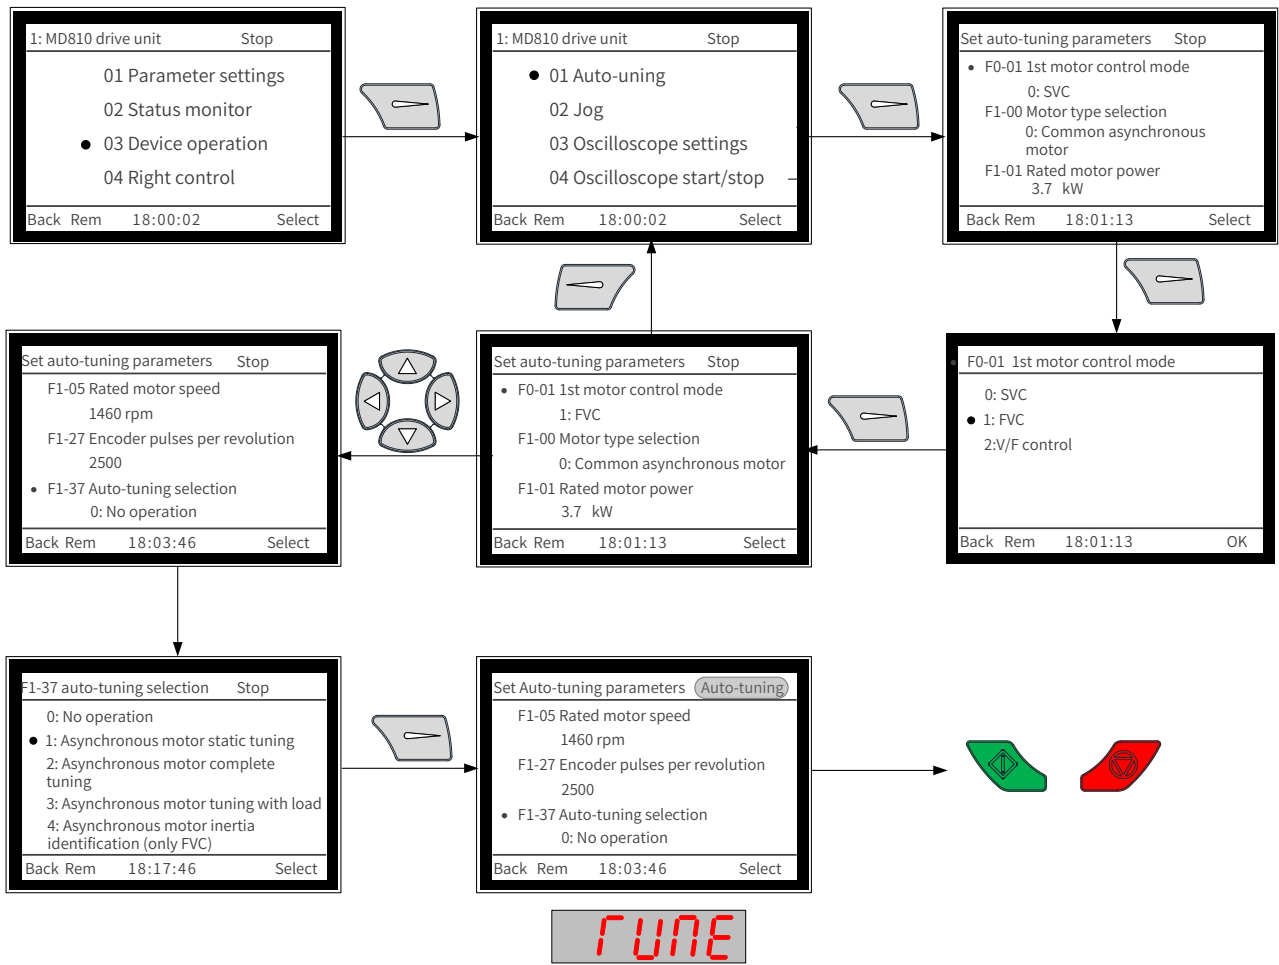 1: MD810 drive unit Stop
01 Parameter settings
02 Status monitor
03 Device operation
04 Right control
Back Rem 18:00:02 Select
1: MD810 drive unit Stop
01 Auto-uning
02 Jog
03 Oscilloscope settings
04 Oscilloscope start/stop
Back Rem 18:00:02 Select
Set auto-tuning parameters Stop
F0-01 1st motor control mode
0: SVC
F1-00 Motor type selection
0: Common asynchronous
motor
F1-01 Rated motor power
3.7 kW
Back Rem 18:01:13 Select
Set auto-tuning parameters Stop
F1-05 Rated motor speed
1460 rpm
F1-27 Encoder pulses per revolution
2500
F1-37 Auto-tuning selection
0: No operation
Back Rem 18:03:46 Select
Set auto-tuning parameters Stop
F0-01 1st motor control mode
1: FVC
F1-00 Motor type selection
0: Common asynchronous motor
F1-01 Rated motor power
3.7 kW
Back Rem 18:01:13 Select
F0-01 1st motor control mode
0: SVC
1: FVC
2:V/F control
Back Rem 18:01:13 OK
F1-37 auto-tuning selection Stop
0: No operation
1: Asynchronous motor static tuning
2: Asynchronous motor complete
tuning
3: Asynchronous motor tuning with load
4: Asynchronous motor inertia
identification (only FVC)
Back Rem 18:17:46 Select
Set Auto-tuning parameters Auto-tuning
F1-05 Rated motor speed
1460 rpm
F1-27 Encoder pulses per revolution
2500
F1-37 Auto-tuning selection
0: No operation
Back Rem 18:03:46 Select
TUNE